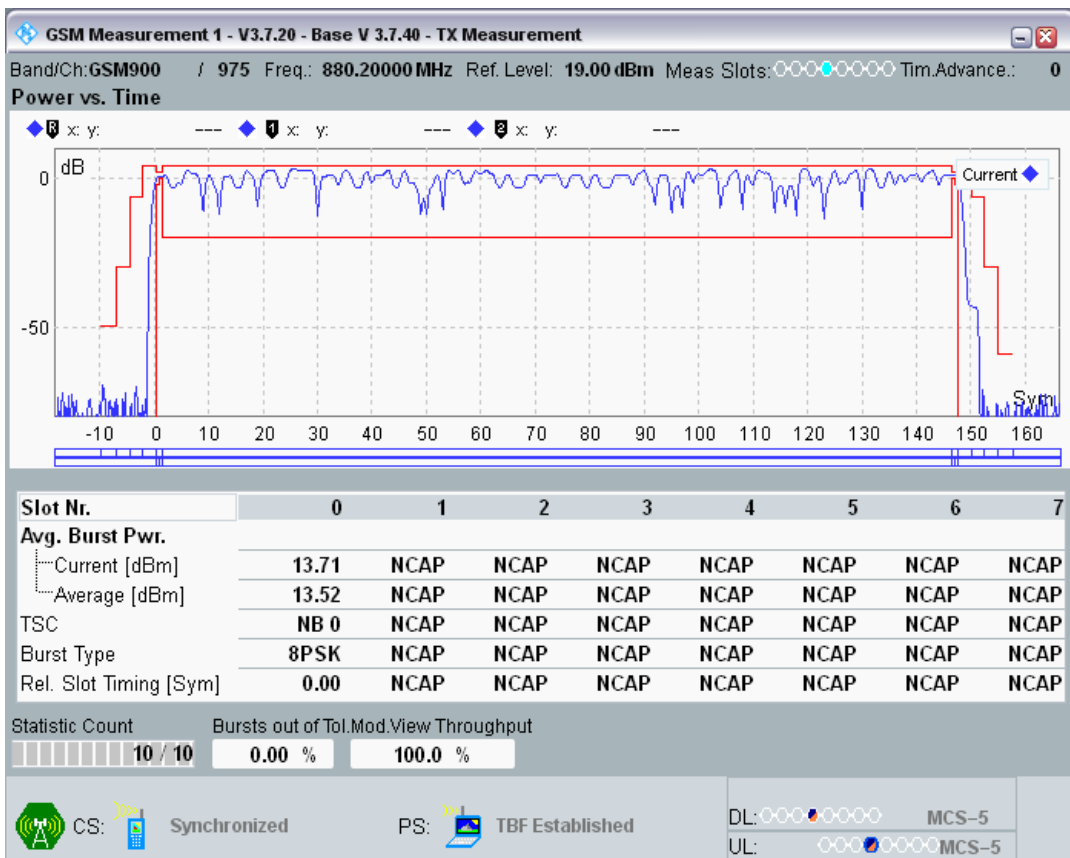 GSM Measurement 1 - V3.7.20 - Base V 3.7.40 - TX Measurement
Band/Ch:GSM900 / 975 Freq.: 880.20000 MHz Ref. Level: 19.00 dBm Meas Slots: Tim.Advance.: 0
Power vs. Time
R x: y: --- 1 x: y: --- 2 x: y: ---
dB
Current
0
-50
Sym
-10 0 10 20 30 40 50 60 70 80 90 100 110 120 130 140 150 160
Slot Nr. 0 1 2 3 4 5 6 7
Avg. Burst Pwr.
Current [dBm] 13.71 NCAP NCAP NCAP NCAP NCAP NCAP NCAP
Average [dBm] 13.52 NCAP NCAP NCAP NCAP NCAP NCAP NCAP
TSC NB 0 NCAP NCAP NCAP NCAP NCAP NCAP NCAP
Burst Type 8PSK NCAP NCAP NCAP NCAP NCAP NCAP NCAP
Rel. Slot Timing [Sym] 0.00 NCAP NCAP NCAP NCAP NCAP NCAP NCAP
Statistic Count Bursts out of Tol.Mod.View Throughput
10 / 10 0.00 % 100.0 %
CS: Synchronized PS: TBF Established
DL: MCS-5
UL: MCS-5